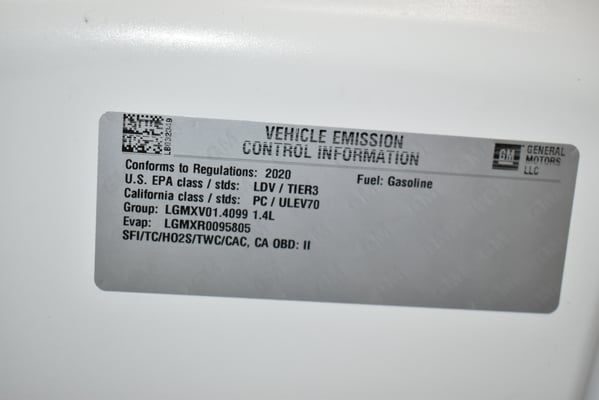 VEHICLE EMISSION
CONTROL INFORMATION
GM GENERAL MOTORS LLC
Conforms to Regulations: 2020
Fuel: Gasoline
U.S. EPA class / stds: LDV / TIER3
California class / stds: PC / ULEV70
Group: LGMXV01.4099 1.4L
Evap: LGMXR0095805
SFI/TC/HO2S/TWC/CAC, CA OBD: II